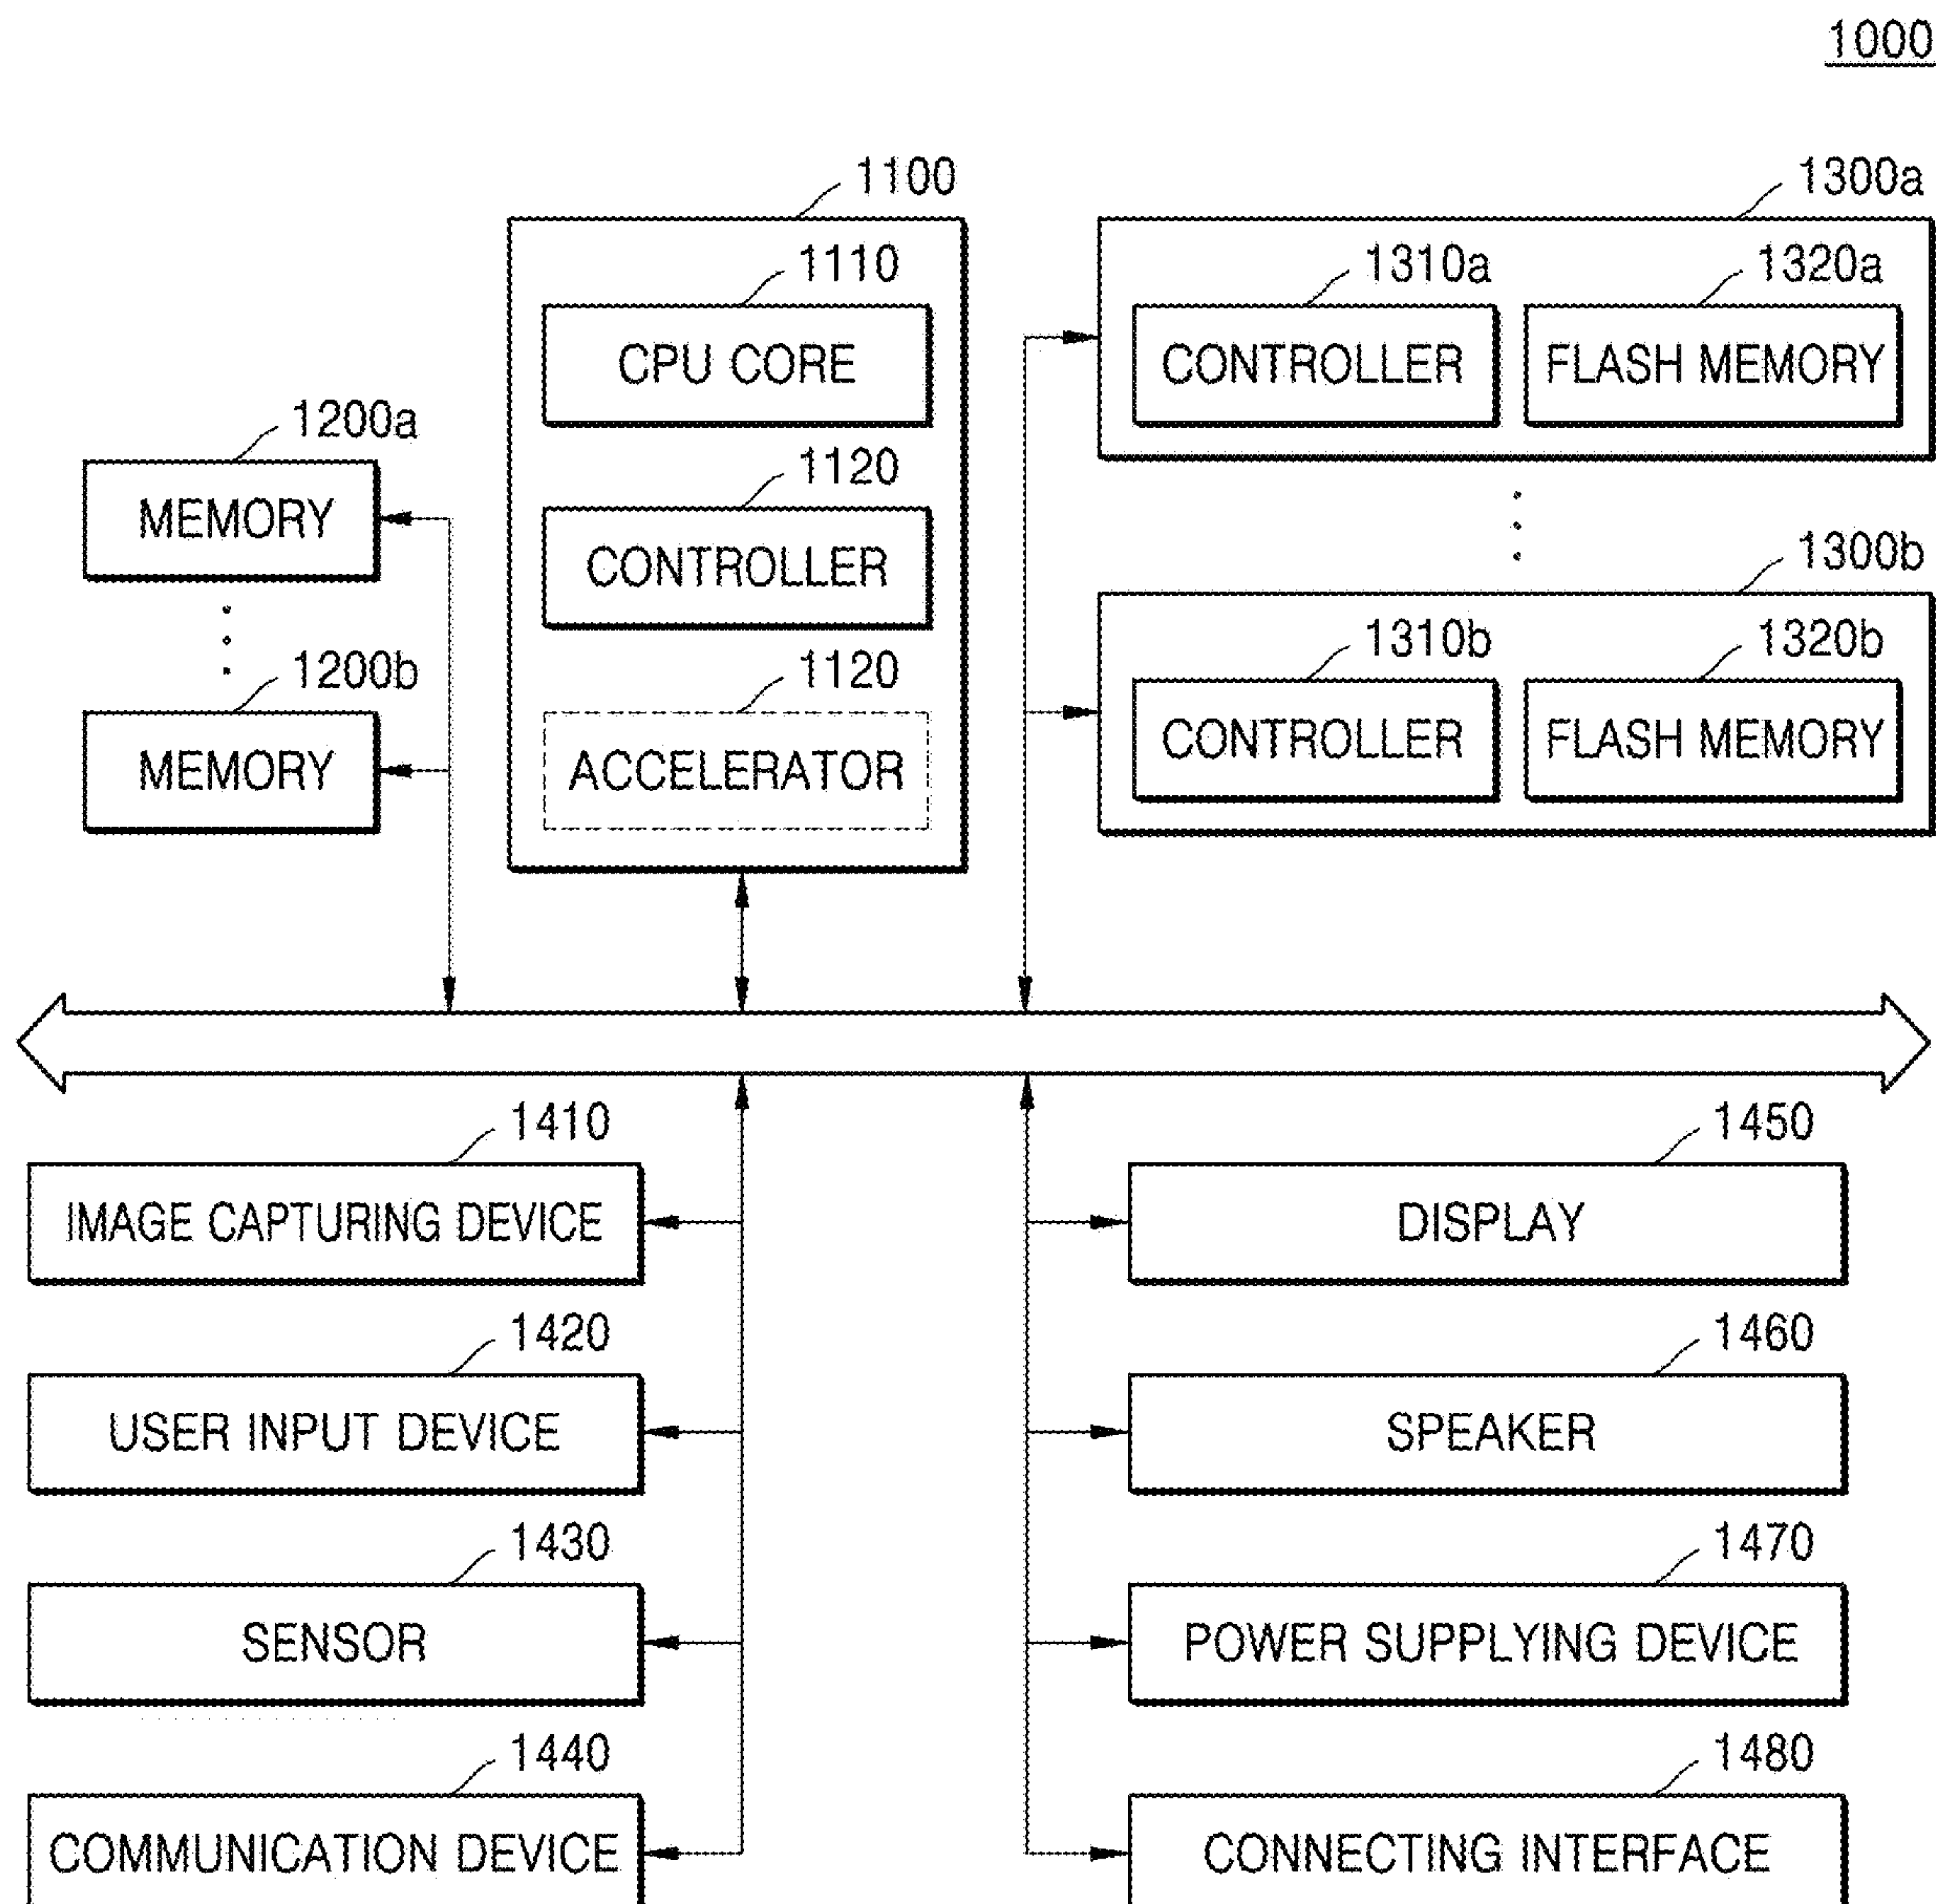 1000
1100
1300a
1110
1310a
1320a
CPU CORE
CONTROLLER
FLASH MEMORY
1200a
MEMORY
1120
CONTROLLER
1300b
1200b
MEMORY
1120
ACCELERATOR
1310b
1320b
CONTROLLER
FLASH MEMORY
1410
IMAGE CAPTURING DEVICE
1420
USER INPUT DEVICE
1430
SENSOR
1440
COMMUNICATION DEVICE
1450
DISPLAY
1460
SPEAKER
1470
POWER SUPPLYING DEVICE
1480
CONNECTING INTERFACE